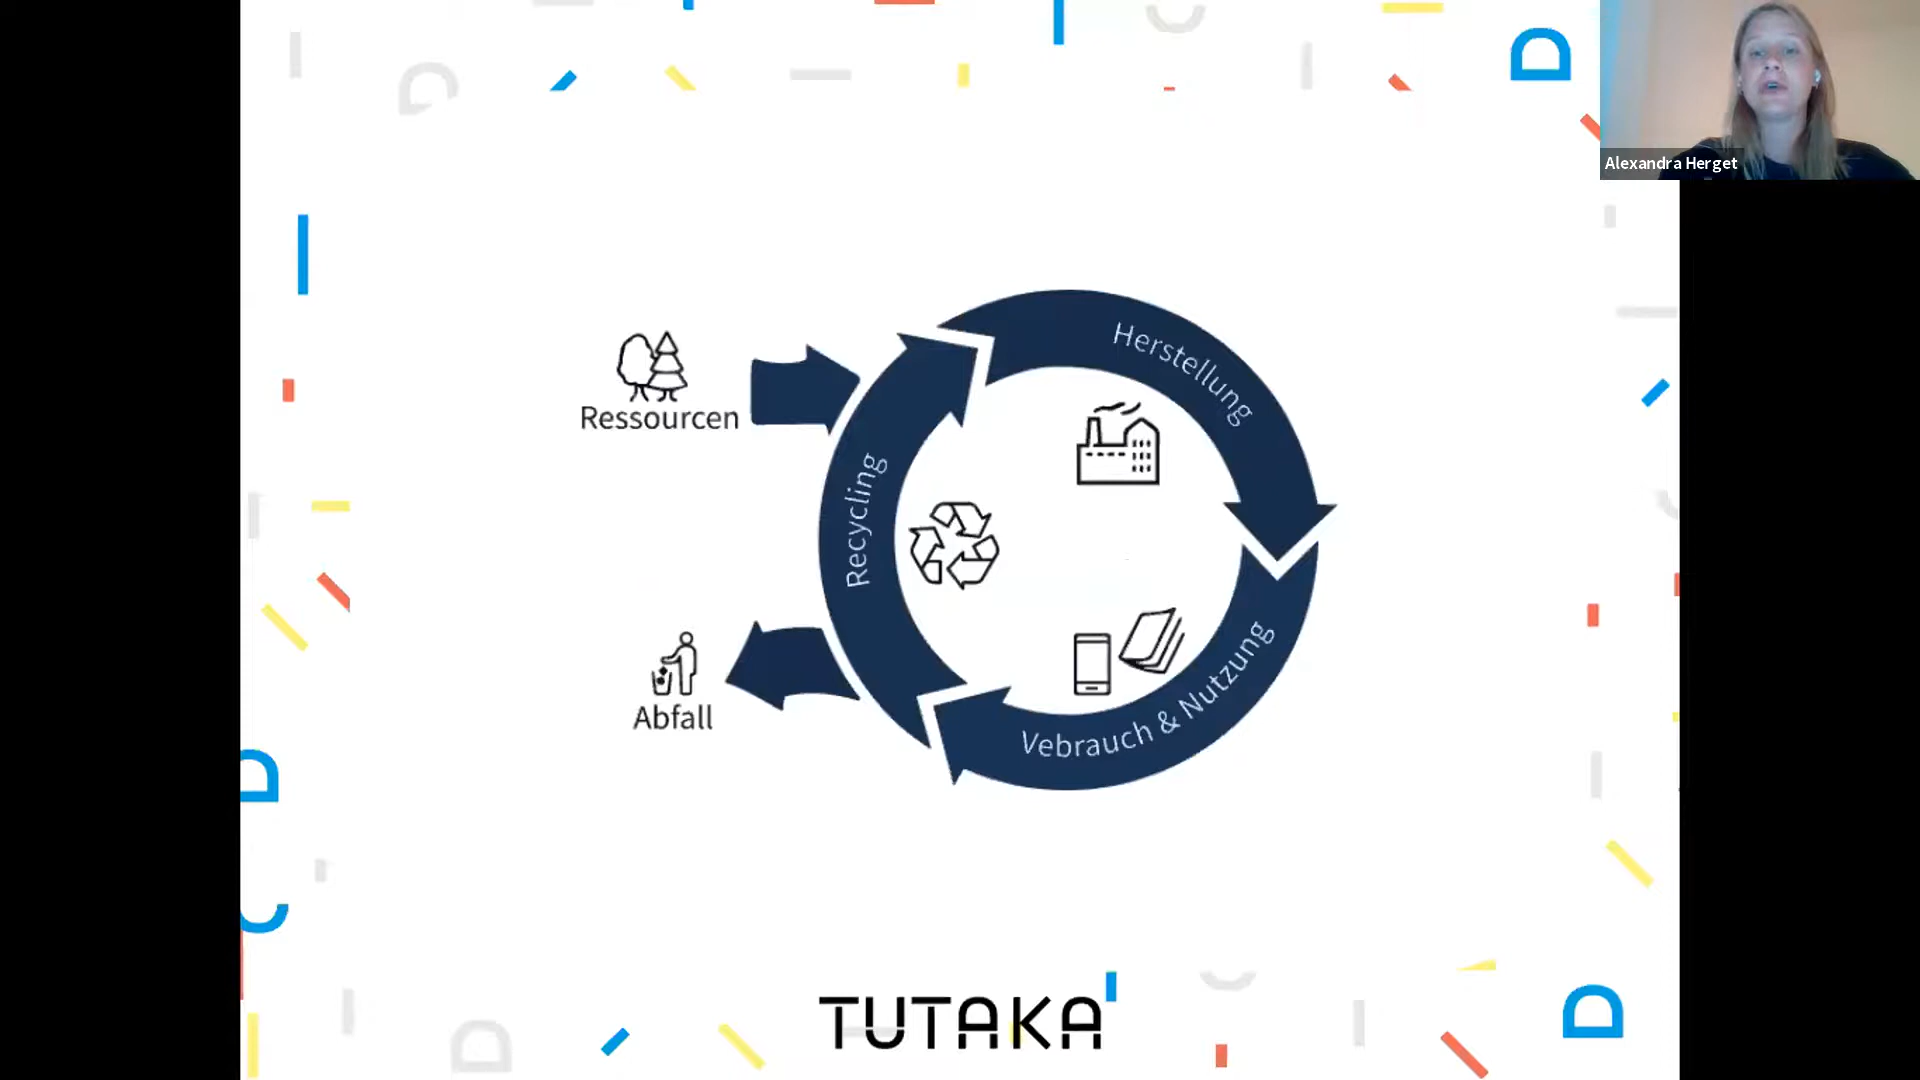 Alexandra Herget
Herstellung
Ressourcen
Recycling
Vebrauch & Nutzung
Abfall
TUTAKA